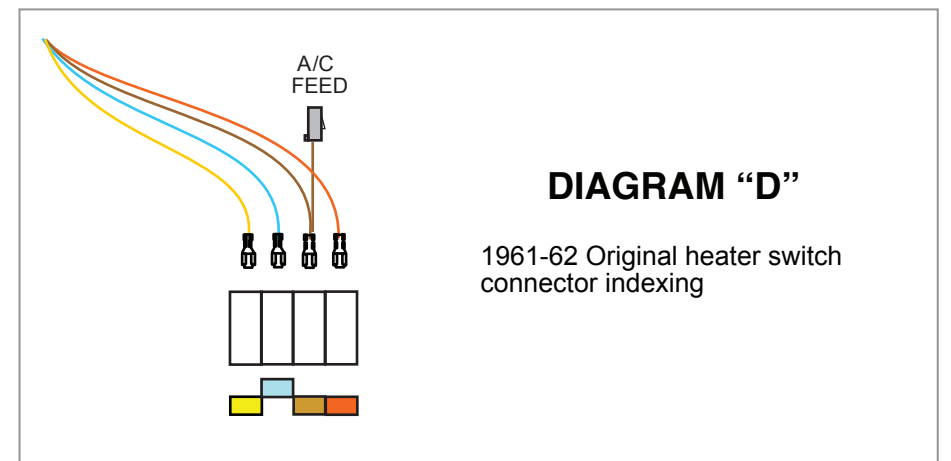 A/C
FEED
DIAGRAM “D”
1961-62 Original heater switch
connector indexing